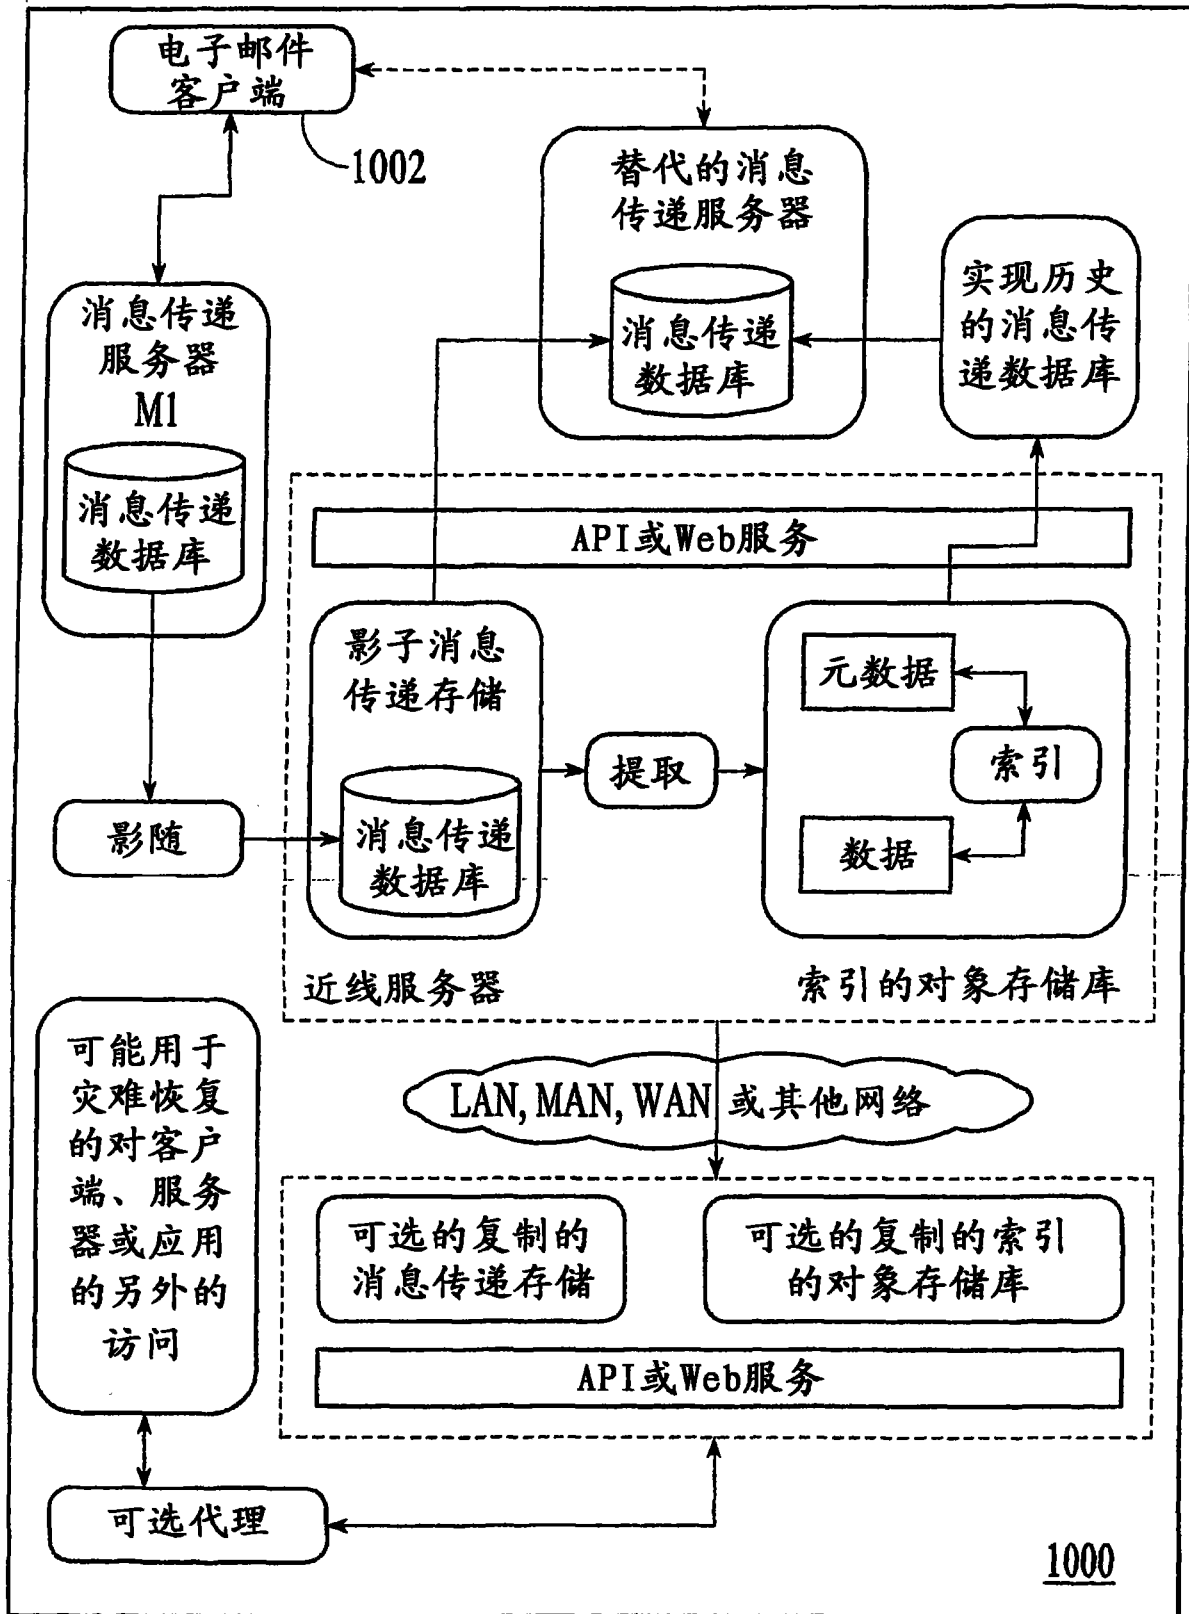 电子邮件
客户端
1002
替代的消息
传递服务器
消息传递
数据库
实现历史
的消息传
递数据库
消息传递
服务器
M1
消息传递
数据库
API或Web服务
影子消息
传递存储
消息传递
数据库
提取
元数据
索引
数据
影随
近线服务器
索引的对象存储库
LAN, MAN, WAN 或其他网络
可能用于
灾难恢复
的对客户
端、服务
器或应用
的另外的
访问
可选的复制的
消息传递存储
可选的复制的索引
的对象存储库
API或Web服务
可选代理
1000